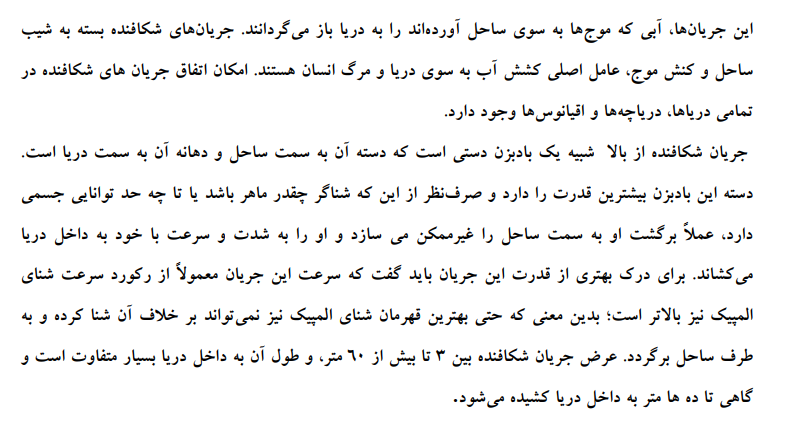 این جریان‌ها، آبی که موج‌ها به سوی ساحل آورده‌اند را به دریا باز می‌گردانند. جریان‌های شکافنده بسته به شیب
ساحل و کنش موج، عامل اصلی کشش آب به سوی دریا و مرگ انسان هستند. امکان اتفاق جریان های شکافنده در
تمامی دریاها، دریاچه‌ها و اقیانوس‌ها وجود دارد.
جریان شکافنده از بالا شبیه یک بادبزن دستی است که دسته آن به سمت ساحل و دهانه آن به سمت دریا است.
دسته این بادبزن بیشترین قدرت را دارد و صرف‌نظر از این که شناگر چقدر ماهر باشد یا تا چه حد توانایی جسمی
دارد، عملاً برگشت او به سمت ساحل را غیرممکن می سازد و او را به شدت و سرعت با خود به داخل دریا
می‌کشاند. برای درک بهتری از قدرت این جریان باید گفت که سرعت این جریان معمولاً از رکورد سرعت شنای
المپیک نیز بالاتر است؛ بدین معنی که حتی بهترین قهرمان شنای المپیک نیز نمی‌تواند بر خلاف آن شنا کرده و به
طرف ساحل برگردد. عرض جریان شکافنده بین ۳ تا بیش از ۶۰ متر، و طول آن به داخل دریا بسیار متفاوت است و
گاهی تا ده ها متر به داخل دریا کشیده می‌شود.